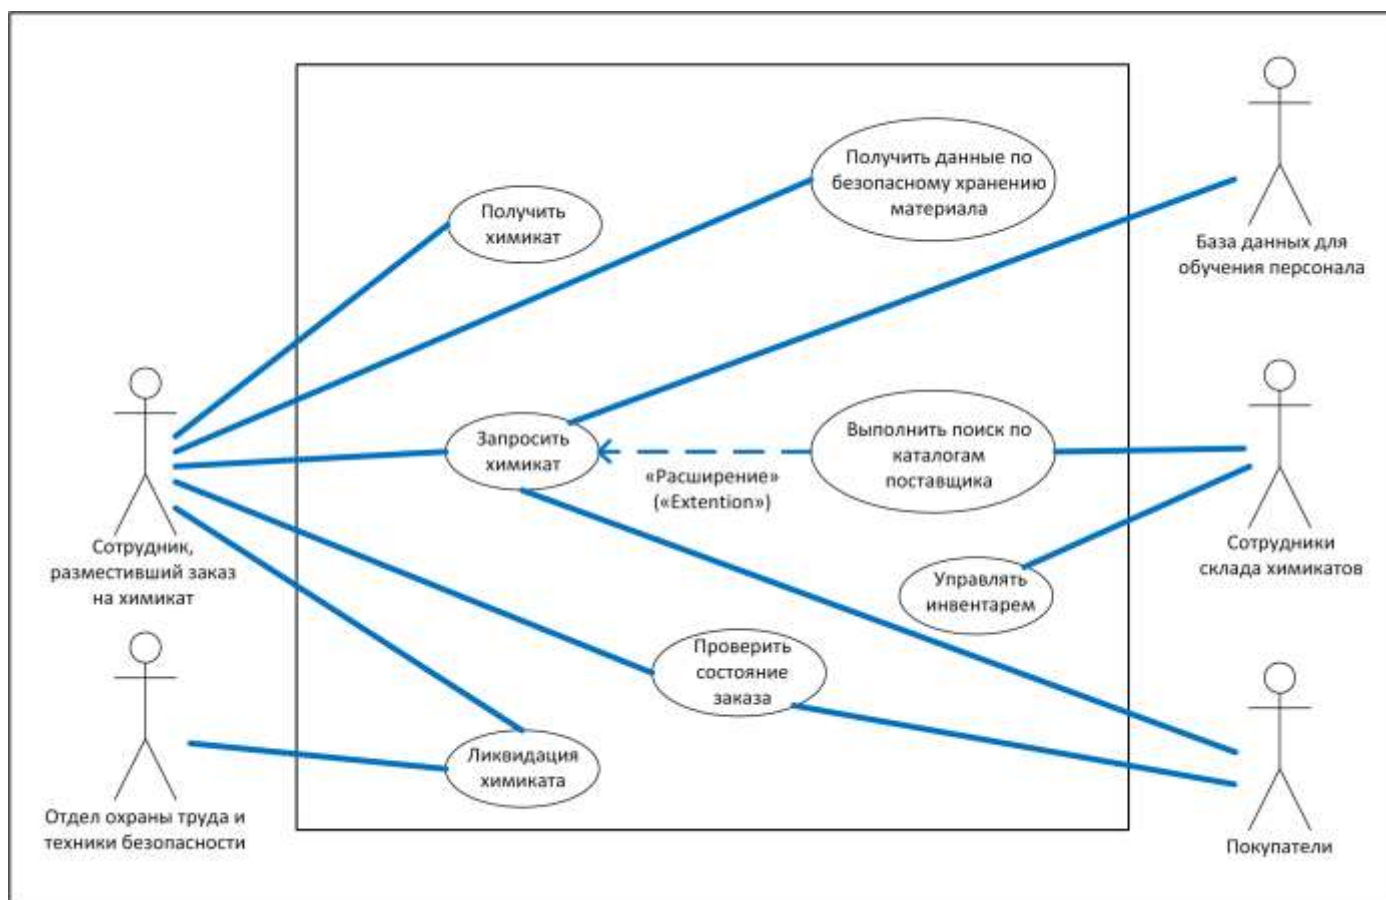 Получить данные по
безопасному хранению
материала
Получить
химикат
База данных для
обучения персонала
Запросить
химикат
Выполнить поиск по
каталогам
поставщика
«Расширение»
(«Extention»)
Сотрудник,
разместивший заказ
на химикат
Сотрудники
склада химикатов
Управлять
инвентарем
Проверить
состояние
заказа
Ликвидация
химиката
Отдел охраны труда и
техники безопасности
Покупатели